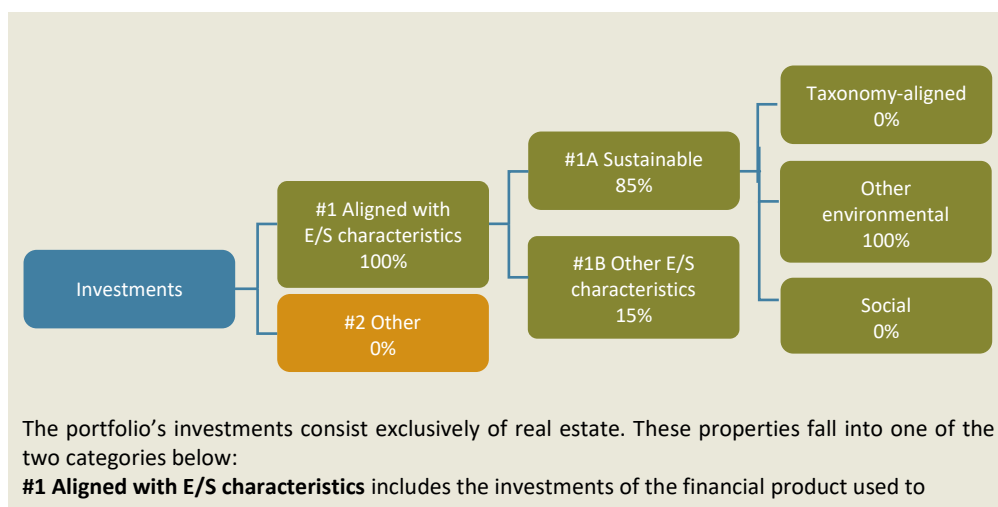 Investments
#1 Aligned with
E/S characteristics
100%
#2 Other
0%
#1A Sustainable
85%
#1B Other E/S
characteristics
15%
Taxonomy-aligned
0%
Other
environmental
100%
Social
0%
The portfolio’s investments consist exclusively of real estate. These properties fall into one of the
two categories below:
#1 Aligned with E/S characteristics includes the investments of the financial product used to